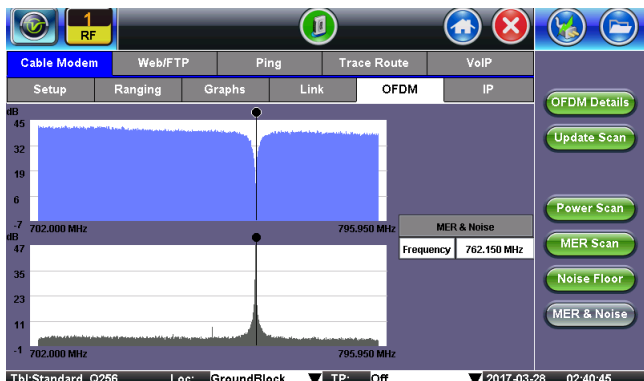 1
RF
Cable Modem Web/FTP Ping Trace Route VoIP
Setup Ranging Graphs Link OFDM IP
dB
45
32
19
6
-7
702.000 MHz 795.950 MHz
dB
47
35
23
11
-1
702.000 MHz 795.950 MHz
MER & Noise
Frequency 762.150 MHz
OFDM Details
Update Scan
Power Scan
MER Scan
Noise Floor
MER & Noise
Tbl:Standard_Q256 Loc: GroundBlock TP: Off 2017-03-28 02:40:45